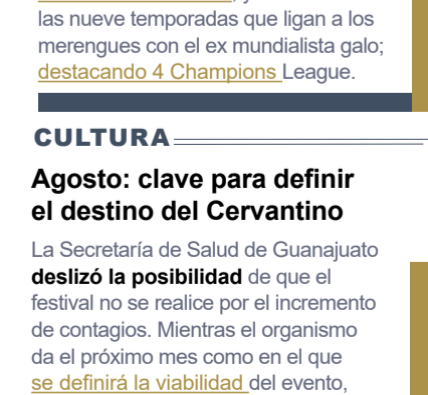 las nueve temporadas que ligan a los
merengues con el ex mundialista galo;
destacando 4 Champions League.
CULTURA
Agosto: clave para definir
el destino del Cervantino
La Secretaría de Salud de Guanajuato
deslizó la posibilidad de que el
festival no se realice por el incremento
de contagios. Mientras el organismo
da el próximo mes como en el que
se definirá la viabilidad del evento,